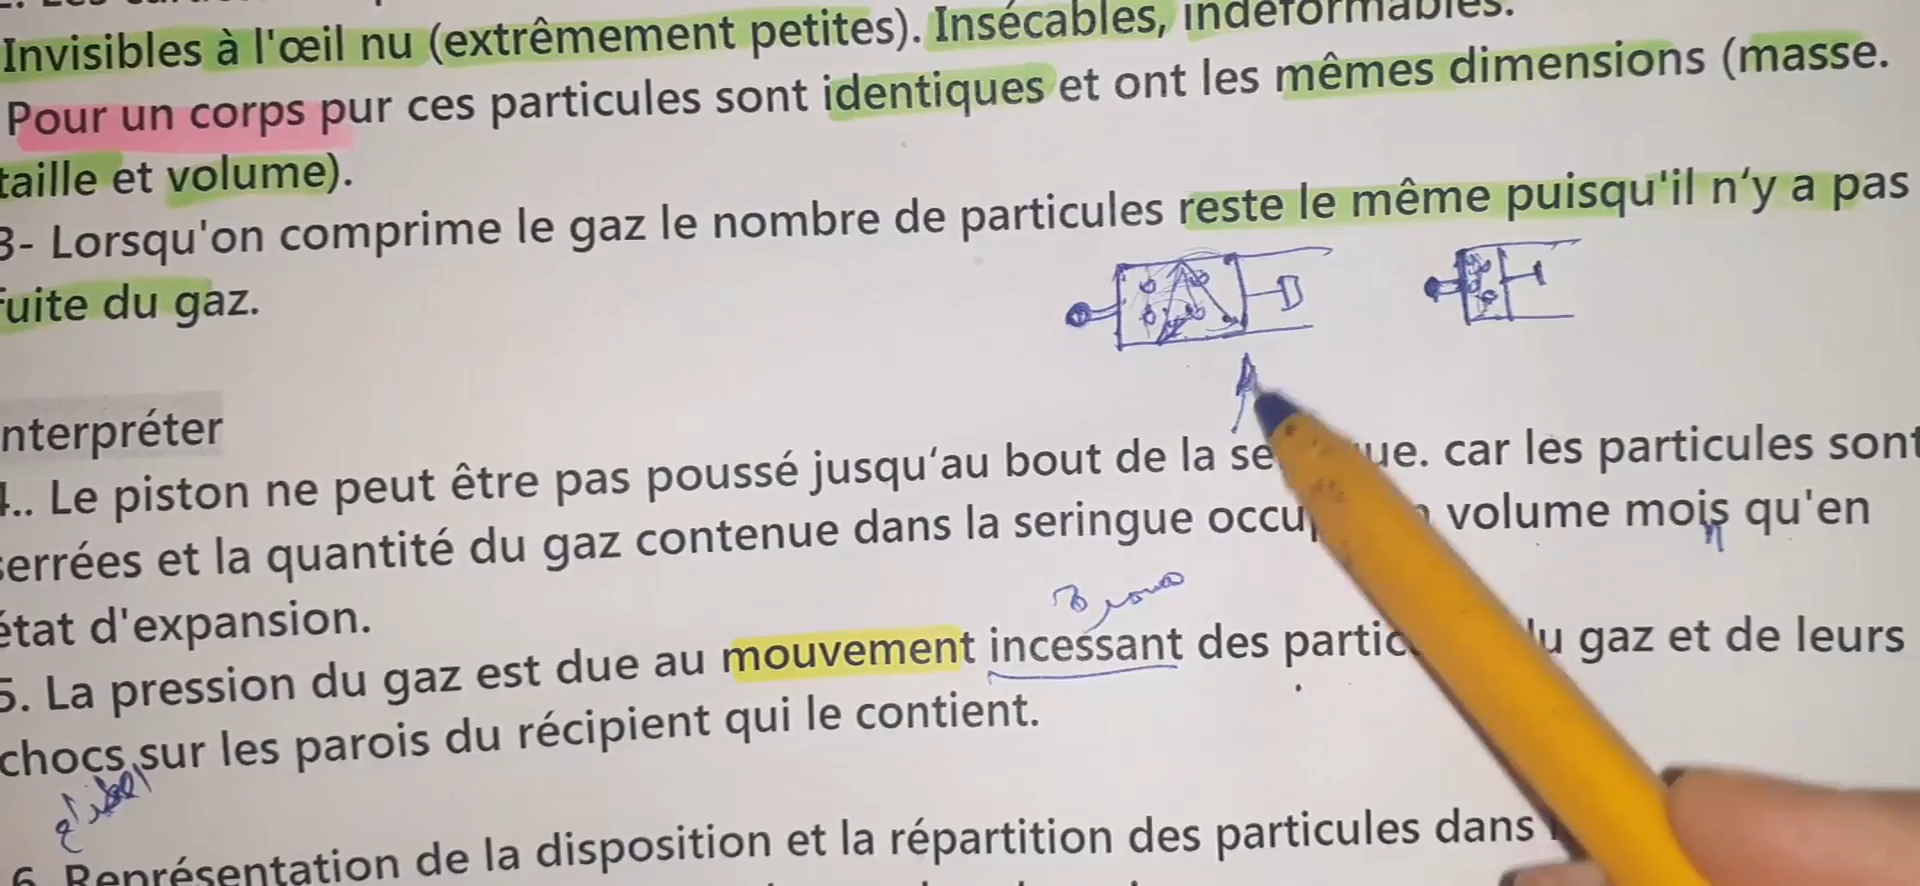 Invisibles à l'œil nu (extrêmement petites). Insécables, indéformables.
Pour un corps pur ces particules sont identiques et ont les mêmes dimensions (masse.
taille et volume).
3- Lorsqu'on comprime le gaz le nombre de particules reste le même puisqu'il n'y a pas
fuite du gaz.
nterpréter
4.. Le piston ne peut être pas poussé jusqu'au bout de la se ue. car les particules sont
serrées et la quantité du gaz contenue dans la seringue occu volume mois qu'en
n
état d'expansion.
5. La pression du gaz est due au mouvement incessant des partic du gaz et de leurs
chocs sur les parois du récipient qui le contient.
6. Représentation de la disposition et la répartition des particules dans